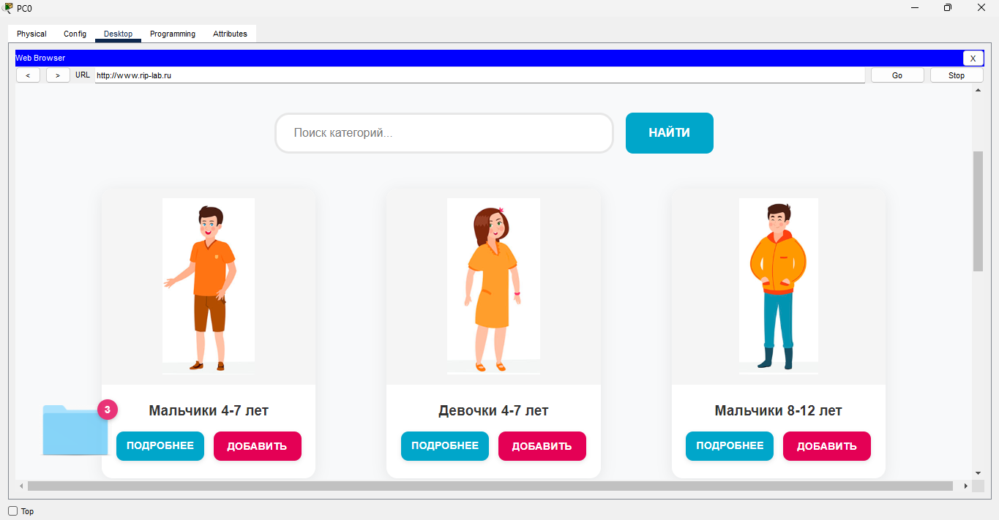 PC0
Physical Config Desktop Programming Attributes
Web Browser X
< > URL http://www.rip-lab.ru Go Stop
Поиск категорий... НАЙТИ
Мальчики 4-7 лет
ПОДРОБНЕЕ ДОБАВИТЬ
Девочки 4-7 лет
ПОДРОБНЕЕ ДОБАВИТЬ
Мальчики 8-12 лет
ПОДРОБНЕЕ ДОБАВИТЬ
3
Top